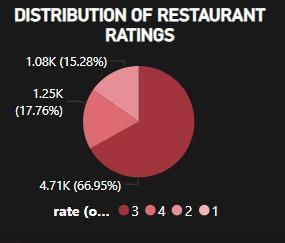 DISTRIBUTION OF RESTAURANT
RATINGS
1.08K (15.28%)
1.25K
(17.76%)
4.71K (66.95%)
rate (o... 3 4 2 1